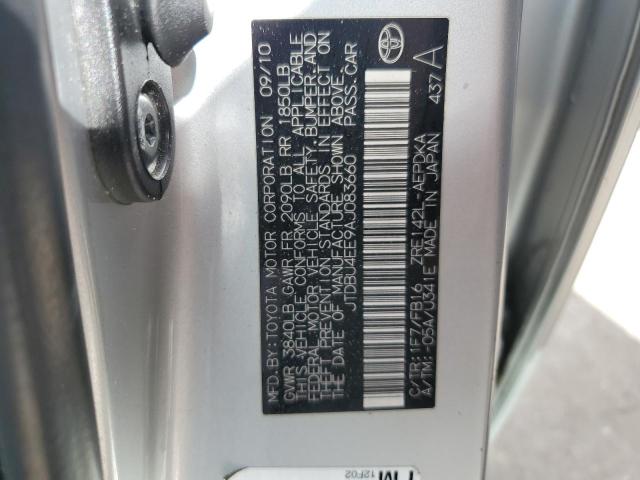 MFD. BY: TOYOTA MOTOR CORPORATION 09/10
GVWR 3840LB GAWR: FR 2090LB RR 1850LB
THIS VEHICLE CONFORMS TO ALL APPLICABLE
FEDERAL MOTOR VEHICLE SAFETY, BUMPER, AND
THEFT PREVENTION STANDARDS IN EFFECT ON
THE DATE OF MANUFACTURE SHOWN ABOVE.
JTDBU4EE9AJ083660 PASS. CAR
C/TR: 1F7/FB16 ZRE142L -AEPDKA
A/TM: -05A/U341E MADE IN JAPAN 437 A
12F02